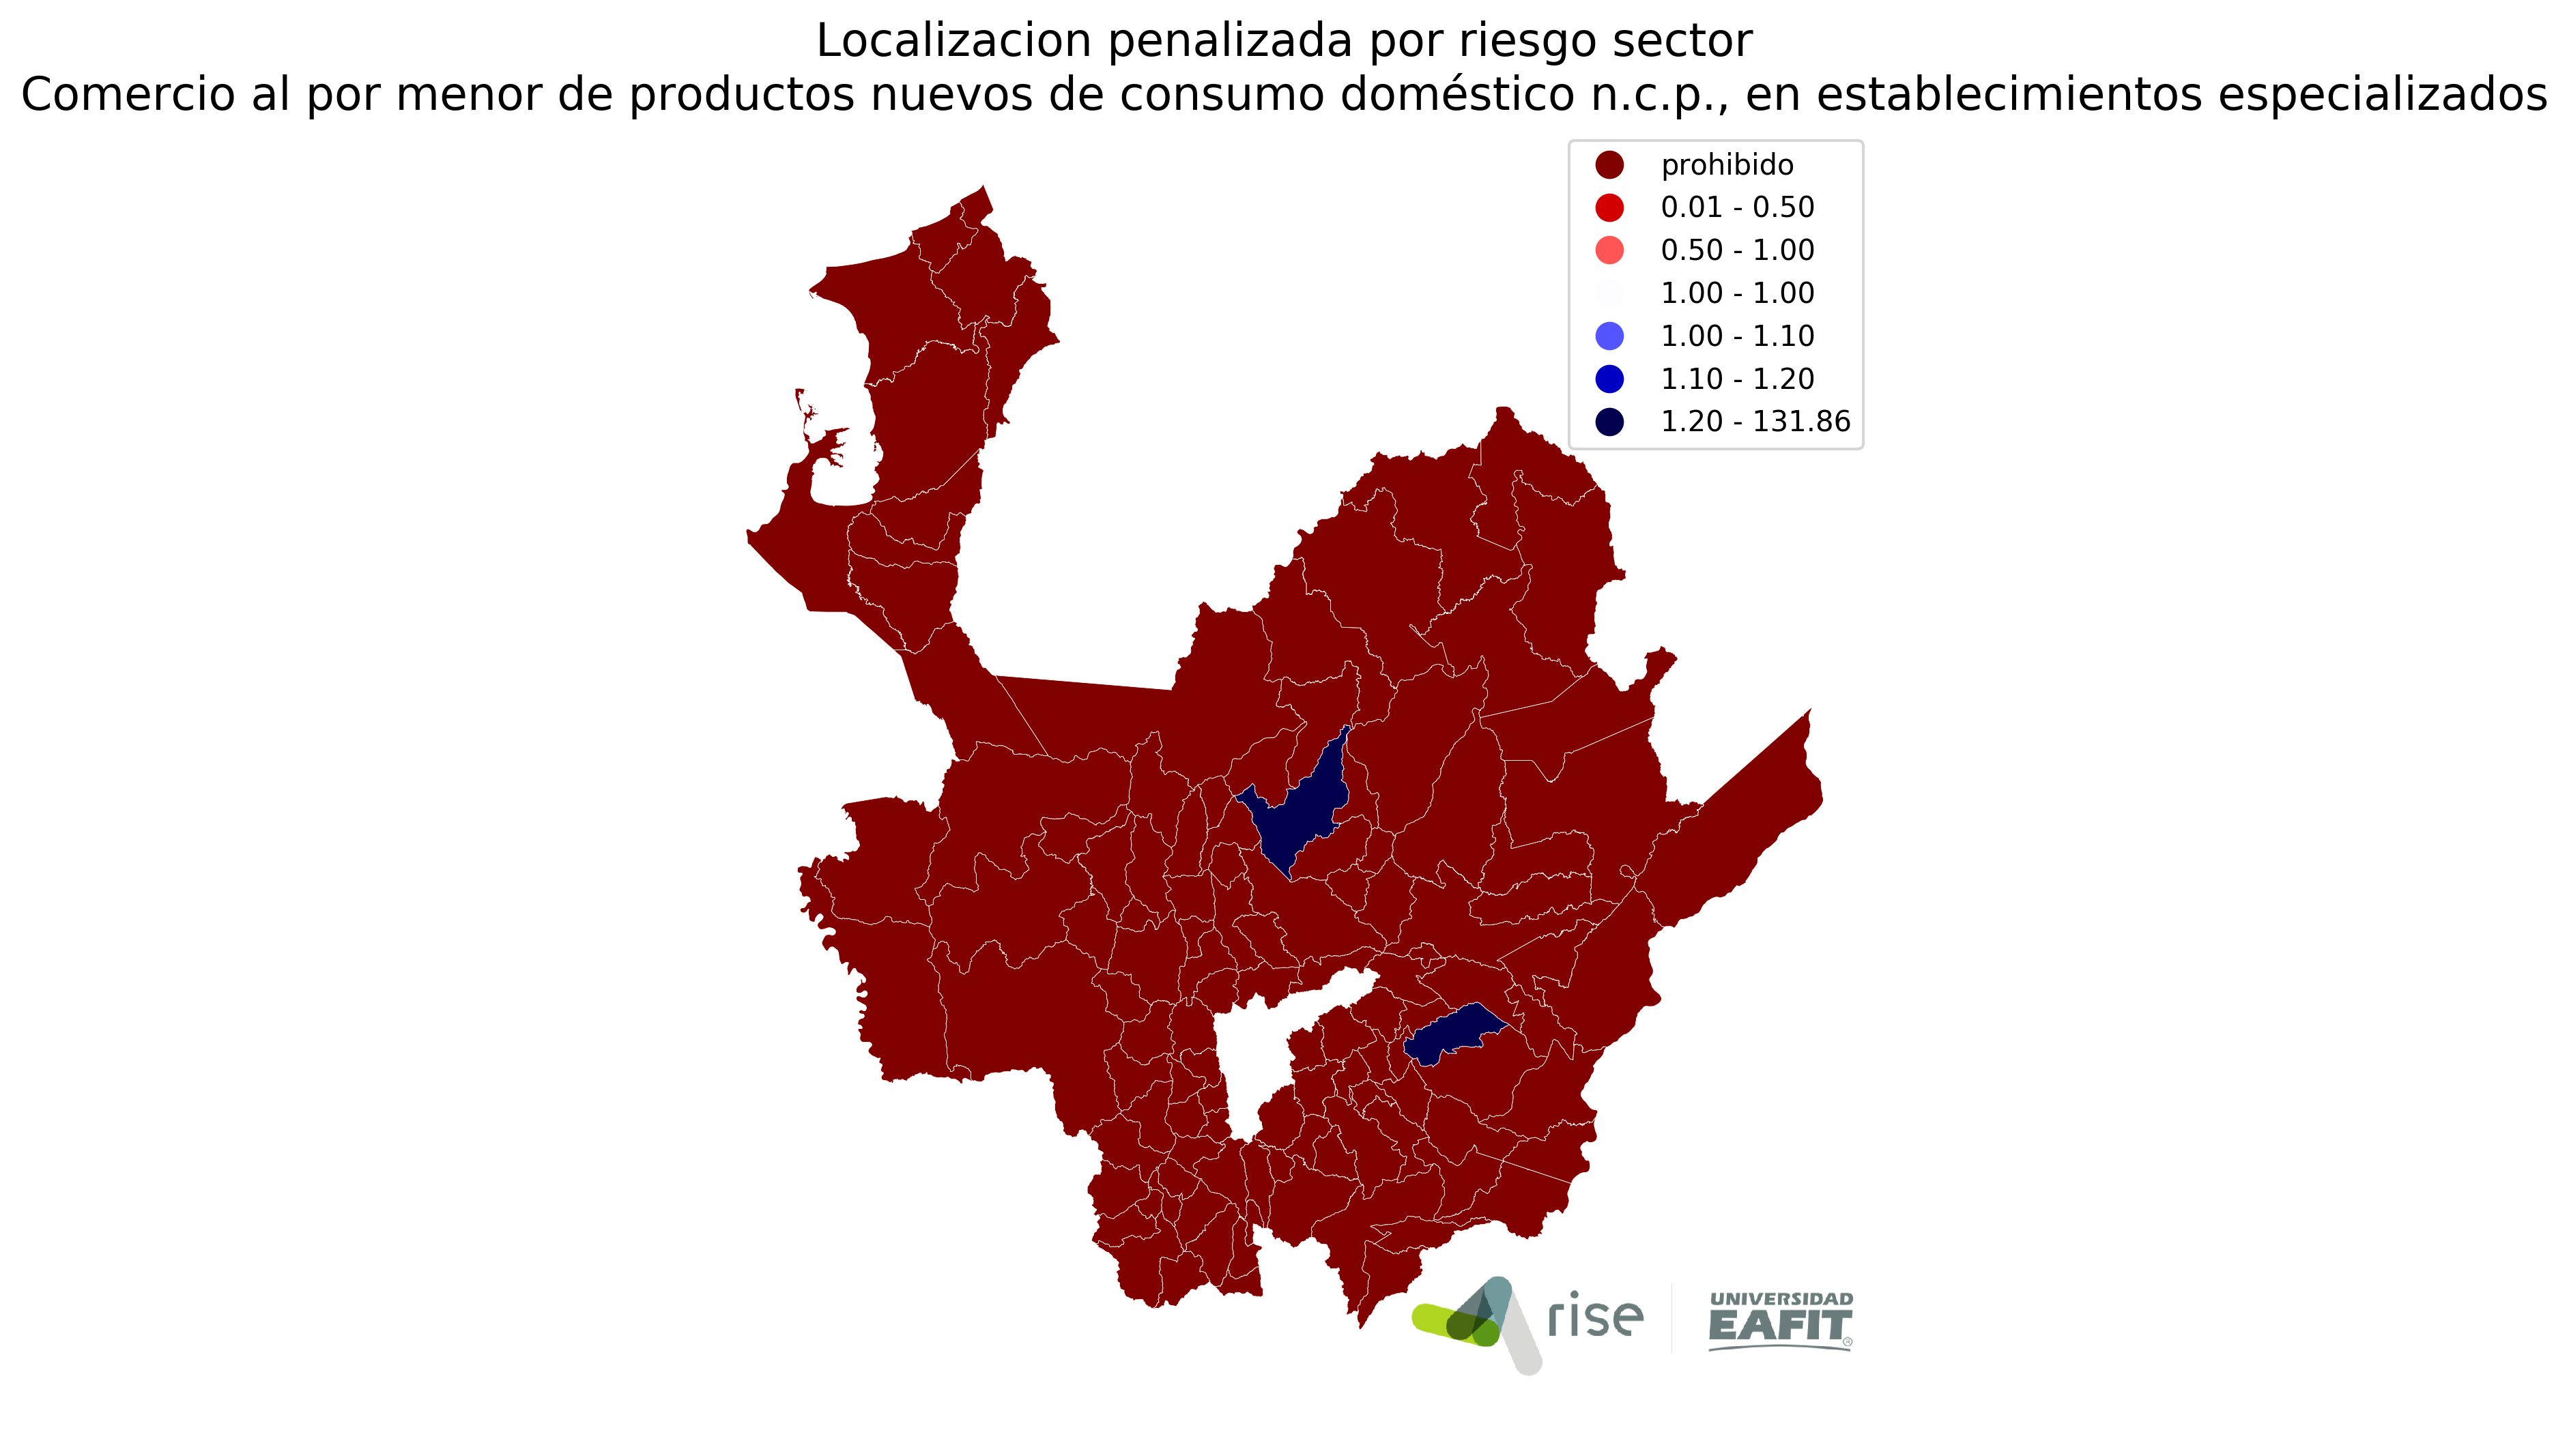 Localizacion penalizada por riesgo sector
Comercio al por menor de productos nuevos de consumo doméstico n.c.p., en establecimientos especializados
prohibido
0.01 - 0.50
0.50 - 1.00
1.00 - 1.00
1.00 - 1.10
1.10 - 1.20
1.20 - 131.86
rise
UNIVERSIDAD
EAFIT®